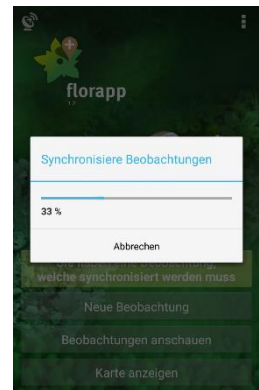 florapp
Synchronisiere Beobachtungen
33 %
Abbrechen
welche synchronisiert werden muss
Neue Beobachtung
Beobachtungen anschauen
Karte anzeigen